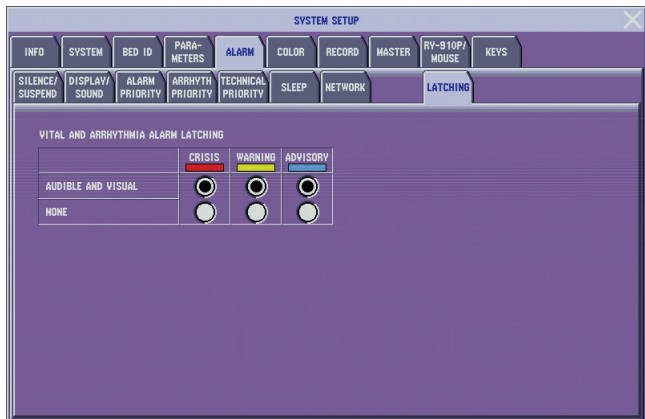 SYSTEM SETUP
INFO SYSTEM BED ID PARA-METERS ALARM COLOR RECORD MASTER RY-910P/MOUSE KEYS
SILENCE/SUSPEND DISPLAY/SOUND ALARM PRIORITY ARRHYTH PRIORITY TECHNICAL PRIORITY SLEEP NETWORK LATCHING
VITAL AND ARRHYTHMIA ALARM LATCHING
CRISIS WARNING ADVISORY
AUDIBLE AND VISUAL
NONE